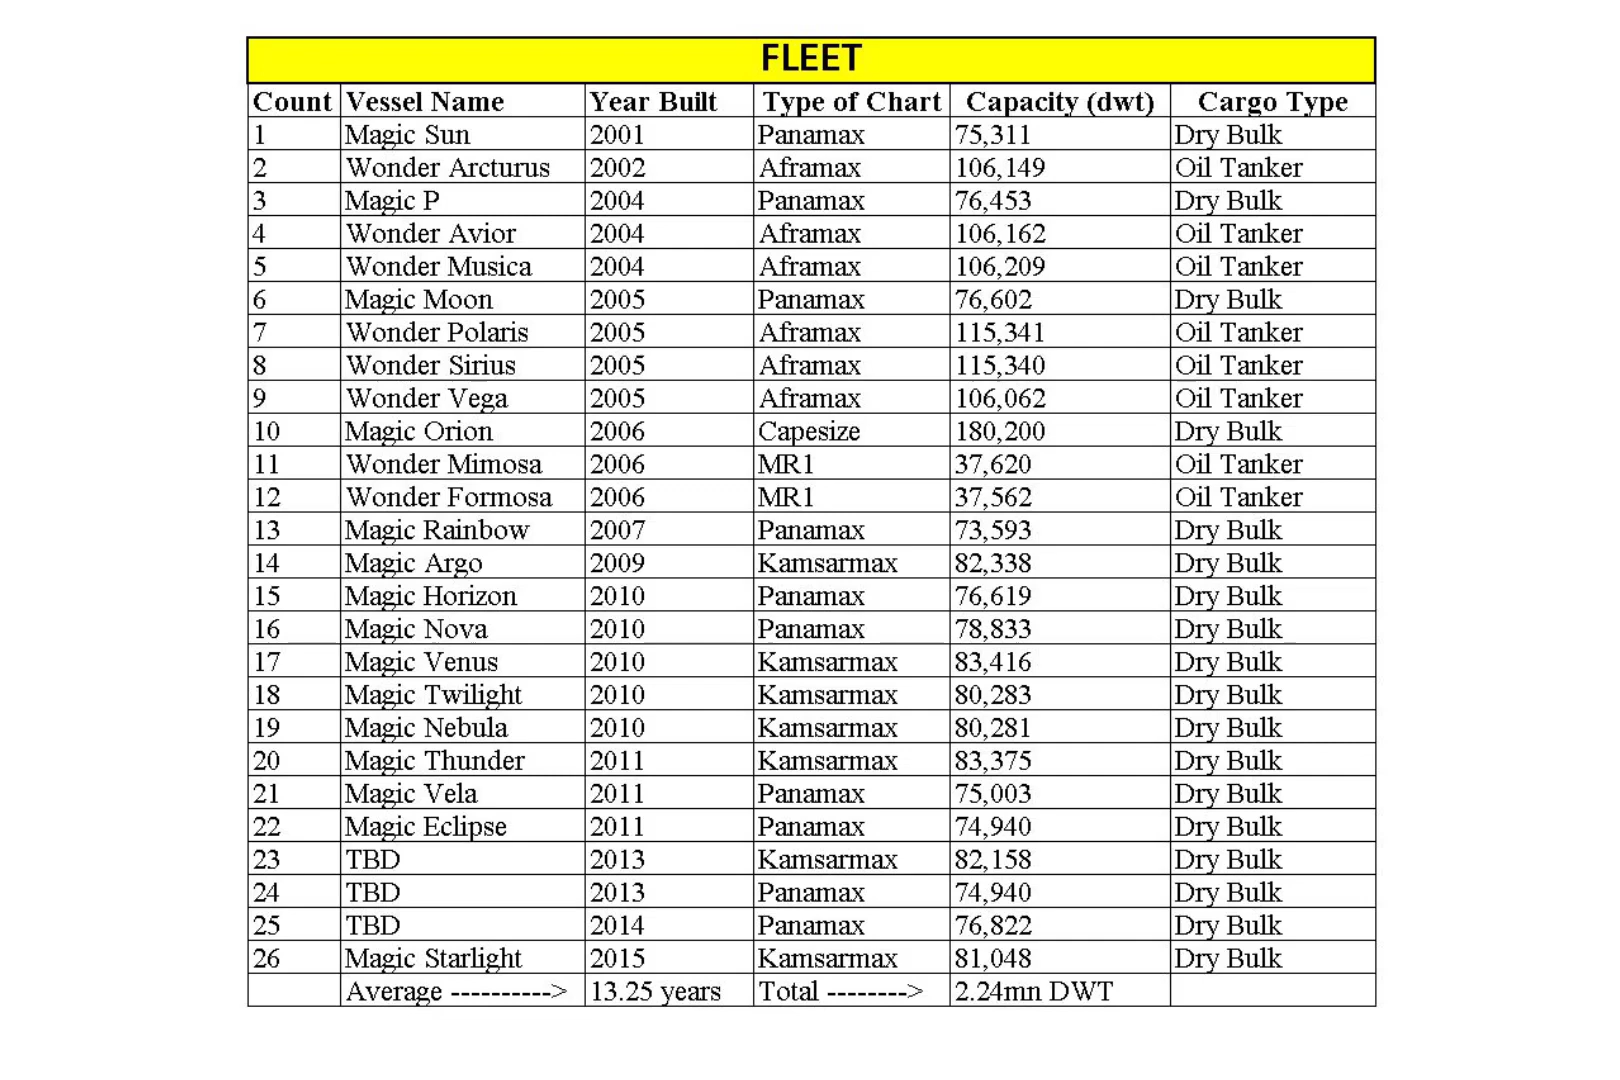 FLEET
Count Vessel Name Year Built Type of Chart Capacity (dwt) Cargo Type
1 Magic Sun 2001 Panamax 75,311 Dry Bulk
2 Wonder Arcturus 2002 Aframax 106,149 Oil Tanker
3 Magic P 2004 Panamax 76,453 Dry Bulk
4 Wonder Avior 2004 Aframax 106,162 Oil Tanker
5 Wonder Musica 2004 Aframax 106,209 Oil Tanker
6 Magic Moon 2005 Panamax 76,602 Dry Bulk
7 Wonder Polaris 2005 Aframax 115,341 Oil Tanker
8 Wonder Sirius 2005 Aframax 115,340 Oil Tanker
9 Wonder Vega 2005 Aframax 106,062 Oil Tanker
10 Magic Orion 2006 Capesize 180,200 Dry Bulk
11 Wonder Mimosa 2006 MR1 37,620 Oil Tanker
12 Wonder Formosa 2006 MR1 37,562 Oil Tanker
13 Magic Rainbow 2007 Panamax 73,593 Dry Bulk
14 Magic Argo 2009 Kamsarmax 82,338 Dry Bulk
15 Magic Horizon 2010 Panamax 76,619 Dry Bulk
16 Magic Nova 2010 Panamax 78,833 Dry Bulk
17 Magic Venus 2010 Kamsarmax 83,416 Dry Bulk
18 Magic Twilight 2010 Kamsarmax 80,283 Dry Bulk
19 Magic Nebula 2010 Kamsarmax 80,281 Dry Bulk
20 Magic Thunder 2011 Kamsarmax 83,375 Dry Bulk
21 Magic Vela 2011 Panamax 75,003 Dry Bulk
22 Magic Eclipse 2011 Panamax 74,940 Dry Bulk
23 TBD 2013 Kamsarmax 82,158 Dry Bulk
24 TBD 2013 Panamax 74,940 Dry Bulk
25 TBD 2014 Panamax 76,822 Dry Bulk
26 Magic Starlight 2015 Kamsarmax 81,048 Dry Bulk
Average ----------> 13.25 years Total --------> 2.24mn DWT